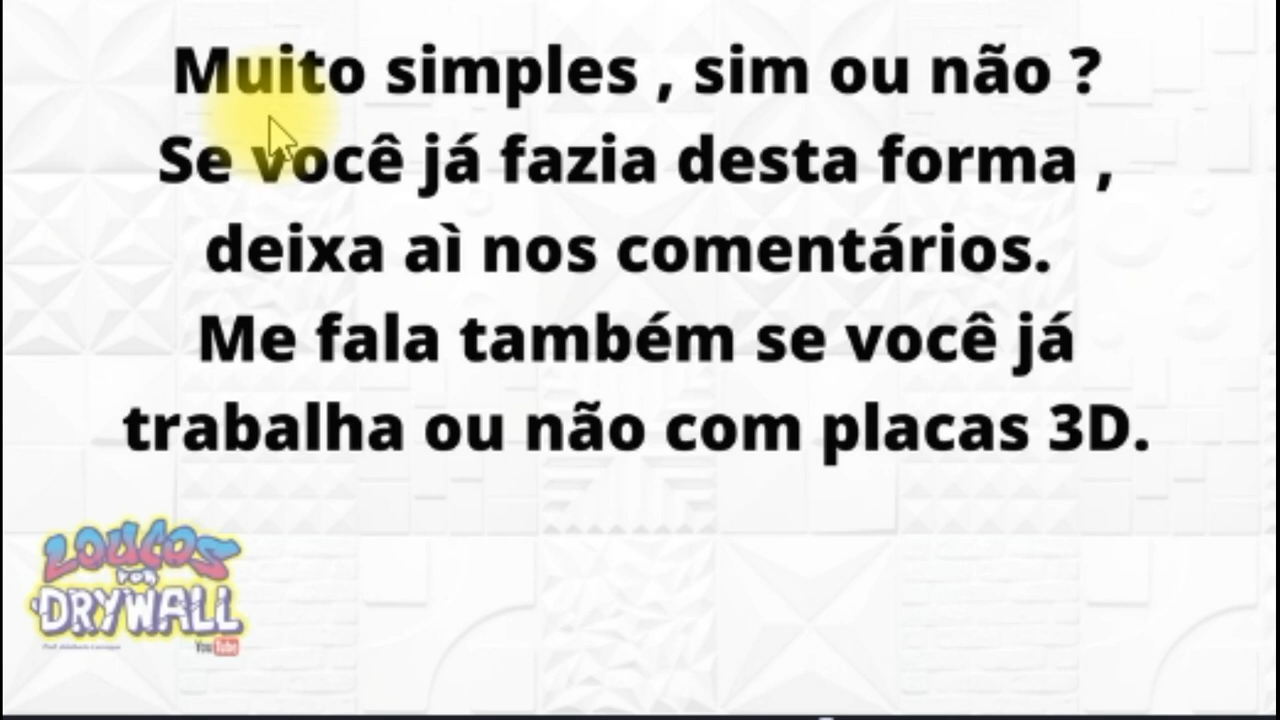 Muito simples , sim ou não ?
Se você já fazia desta forma ,
deixa aì nos comentários.
Me fala também se você já
trabalha ou não com placas 3D.
LOUCOS
POR
DRYWALL
YouTube